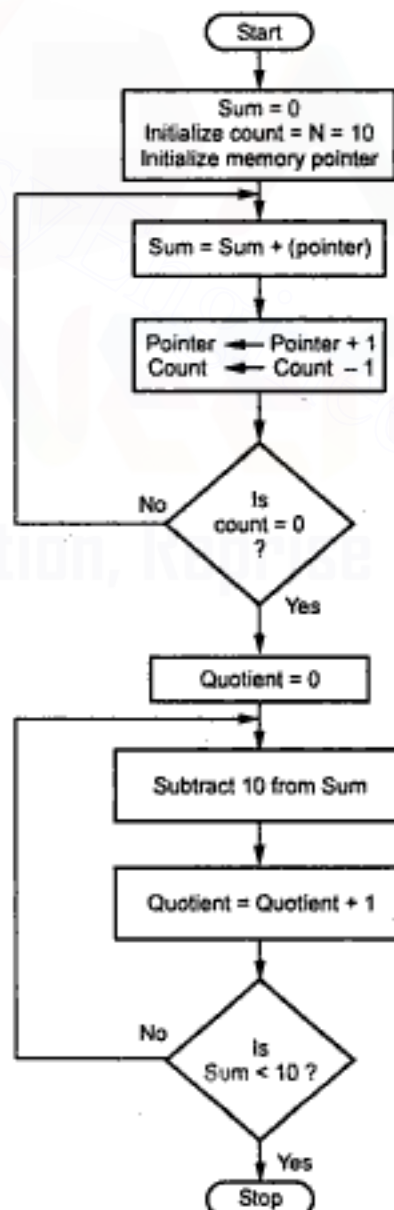 Start
Sum = 0
Initialize count = N = 10
Initialize memory pointer
Sum = Sum + (pointer)
Pointer ← Pointer + 1
Count ← Count – 1
Is
count = 0
?
No
Yes
Quotient = 0
Subtract 10 from Sum
Quotient = Quotient + 1
Is
Sum < 10 ?
No
Yes
Stop